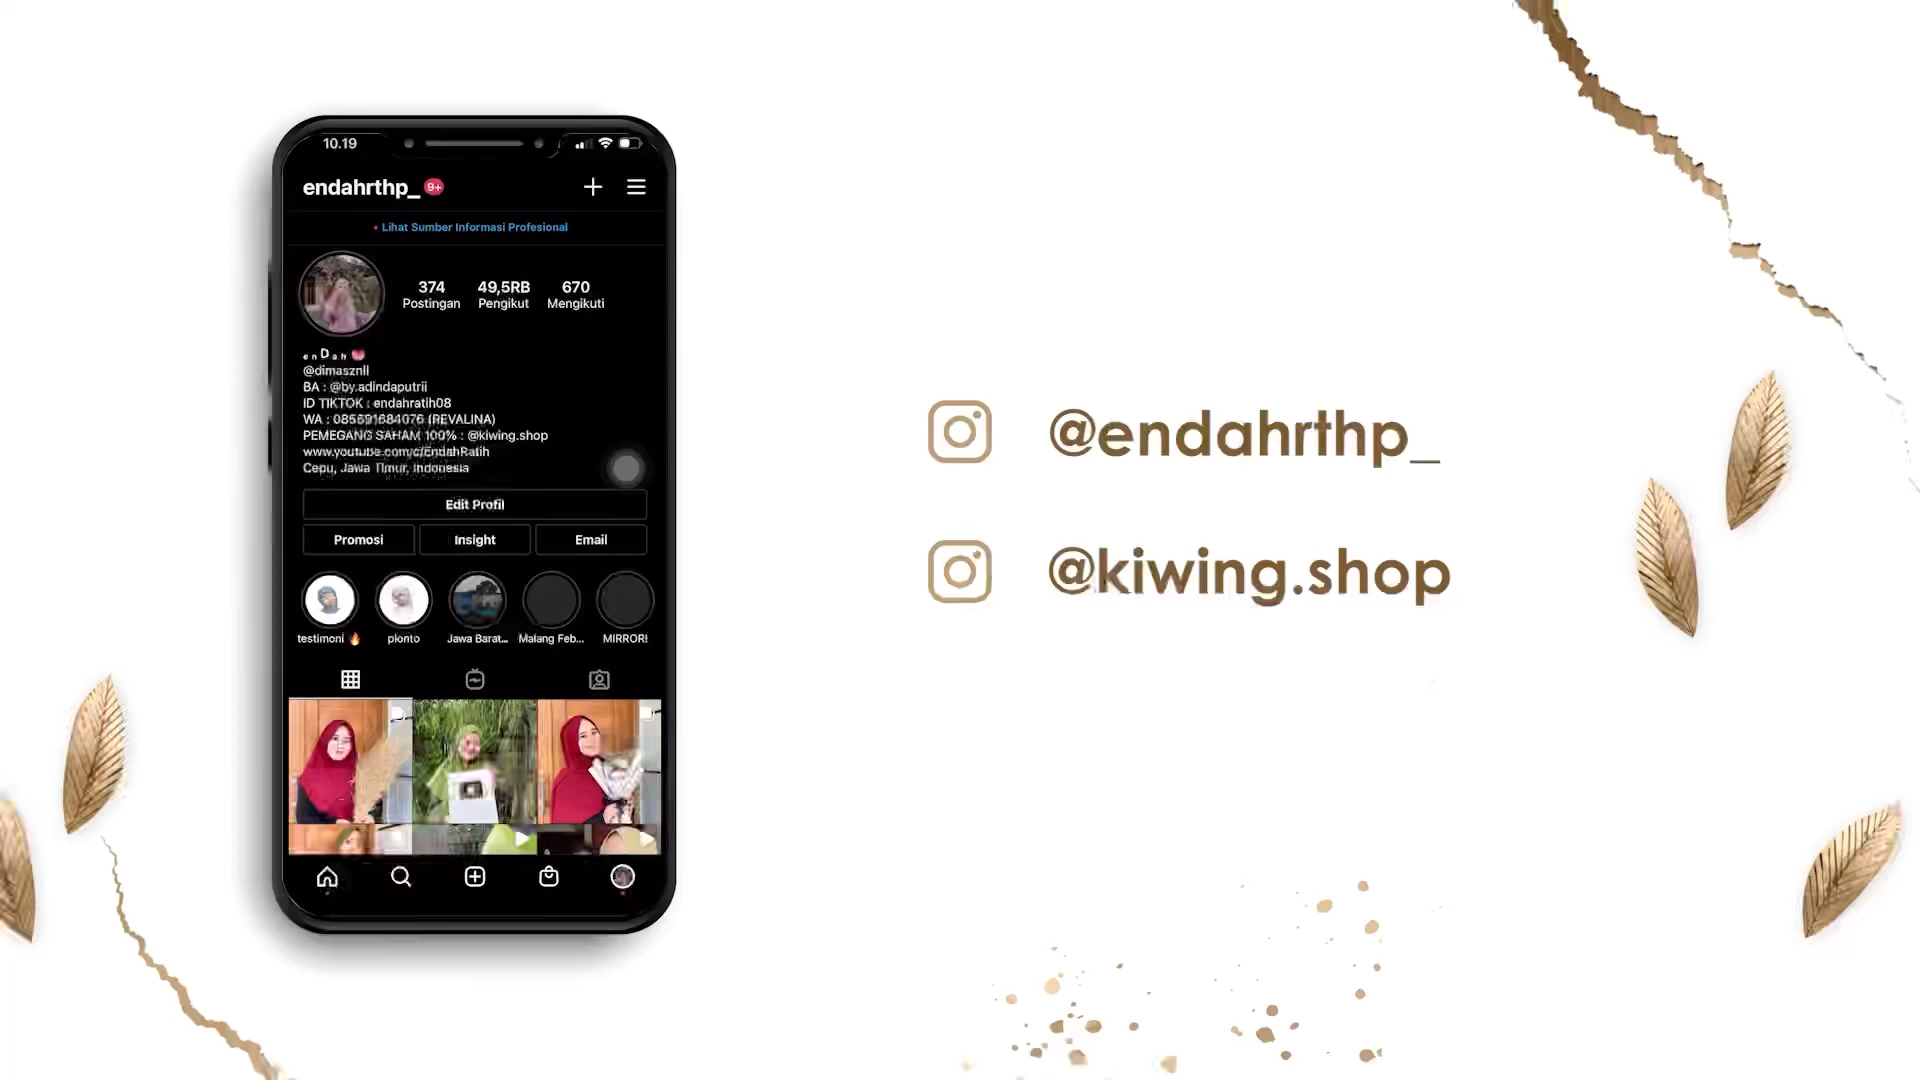 10.19
endahrthp_ 9+
Lihat Sumber Informasi Profesional
374 49,5RB 670
Postingan Pengikut Mengikuti
enDah
@dimasznll
BA : @by.adindaputrii
ID TIKTOK : endahratih08
WA : 085691684076 (REVALINA)
PEMEGANG SAHAM 100% : @kiwing.shop
www.youtube.com/c/EndahRatih
Cepu, Jawa Timur, Indonesia
Edit Profil
Promosi Insight Email
testimoni plonto Jawa Barat... Malang Feb... MIRROR!
@endahrthp_
@kiwing.shop